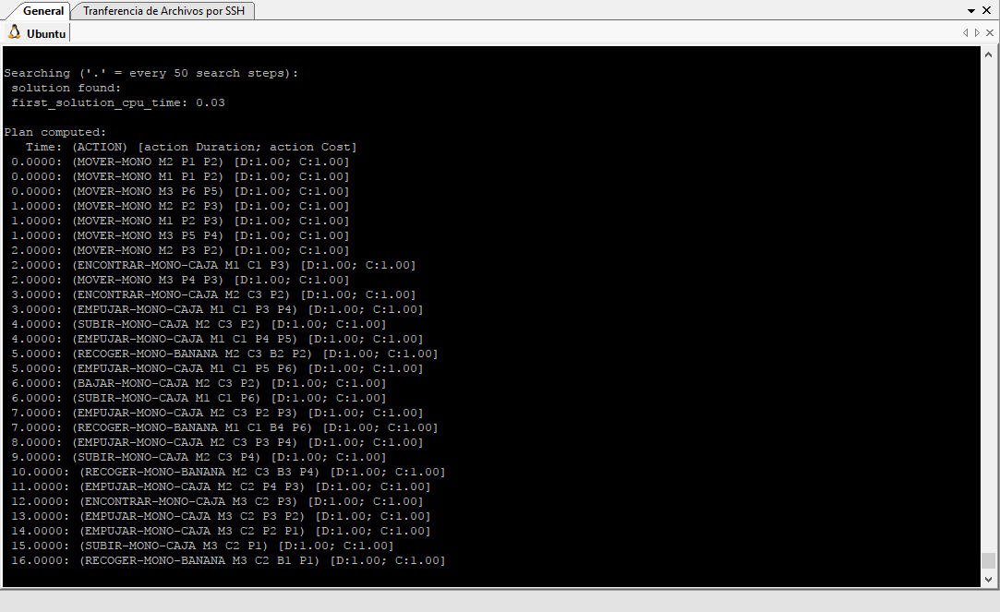 General
Tranferencia de Archivos por SSH
Ubuntu
Searching ('.' = every 50 search steps):
 solution found:
 first_solution_cpu_time: 0.03

Plan computed:
   Time: (ACTION) [action Duration; action Cost]
 0.0000: (MOVER-MONO M2 P1 P2) [D:1.00; C:1.00]
 0.0000: (MOVER-MONO M1 P1 P2) [D:1.00; C:1.00]
 0.0000: (MOVER-MONO M3 P6 P5) [D:1.00; C:1.00]
 1.0000: (MOVER-MONO M2 P2 P3) [D:1.00; C:1.00]
 1.0000: (MOVER-MONO M1 P2 P3) [D:1.00; C:1.00]
 1.0000: (MOVER-MONO M3 P5 P4) [D:1.00; C:1.00]
 2.0000: (MOVER-MONO M2 P3 P2) [D:1.00; C:1.00]
 2.0000: (ENCONTRAR-MONO-CAJA M1 C1 P3) [D:1.00; C:1.00]
 2.0000: (MOVER-MONO M3 P4 P3) [D:1.00; C:1.00]
 3.0000: (ENCONTRAR-MONO-CAJA M2 C3 P2) [D:1.00; C:1.00]
 3.0000: (EMPUJAR-MONO-CAJA M1 C1 P3 P4) [D:1.00; C:1.00]
 4.0000: (SUBIR-MONO-CAJA M2 C3 P2) [D:1.00; C:1.00]
 4.0000: (EMPUJAR-MONO-CAJA M1 C1 P4 P5) [D:1.00; C:1.00]
 5.0000: (RECOGER-MONO-BANANA M2 C3 B2 P2) [D:1.00; C:1.00]
 5.0000: (EMPUJAR-MONO-CAJA M1 C1 P5 P6) [D:1.00; C:1.00]
 6.0000: (BAJAR-MONO-CAJA M2 C3 P2) [D:1.00; C:1.00]
 6.0000: (SUBIR-MONO-CAJA M1 C1 P6) [D:1.00; C:1.00]
 7.0000: (EMPUJAR-MONO-CAJA M2 C3 P2 P3) [D:1.00; C:1.00]
 7.0000: (RECOGER-MONO-BANANA M1 C1 B4 P6) [D:1.00; C:1.00]
 8.0000: (EMPUJAR-MONO-CAJA M2 C3 P3 P4) [D:1.00; C:1.00]
 9.0000: (SUBIR-MONO-CAJA M2 C3 P4) [D:1.00; C:1.00]
 10.0000: (RECOGER-MONO-BANANA M2 C3 B3 P4) [D:1.00; C:1.00]
 11.0000: (EMPUJAR-MONO-CAJA M2 C2 P4 P3) [D:1.00; C:1.00]
 12.0000: (ENCONTRAR-MONO-CAJA M3 C2 P3) [D:1.00; C:1.00]
 13.0000: (EMPUJAR-MONO-CAJA M3 C2 P3 P2) [D:1.00; C:1.00]
 14.0000: (EMPUJAR-MONO-CAJA M3 C2 P2 P1) [D:1.00; C:1.00]
 15.0000: (SUBIR-MONO-CAJA M3 C2 P1) [D:1.00; C:1.00]
 16.0000: (RECOGER-MONO-BANANA M3 C2 B1 P1) [D:1.00; C:1.00]